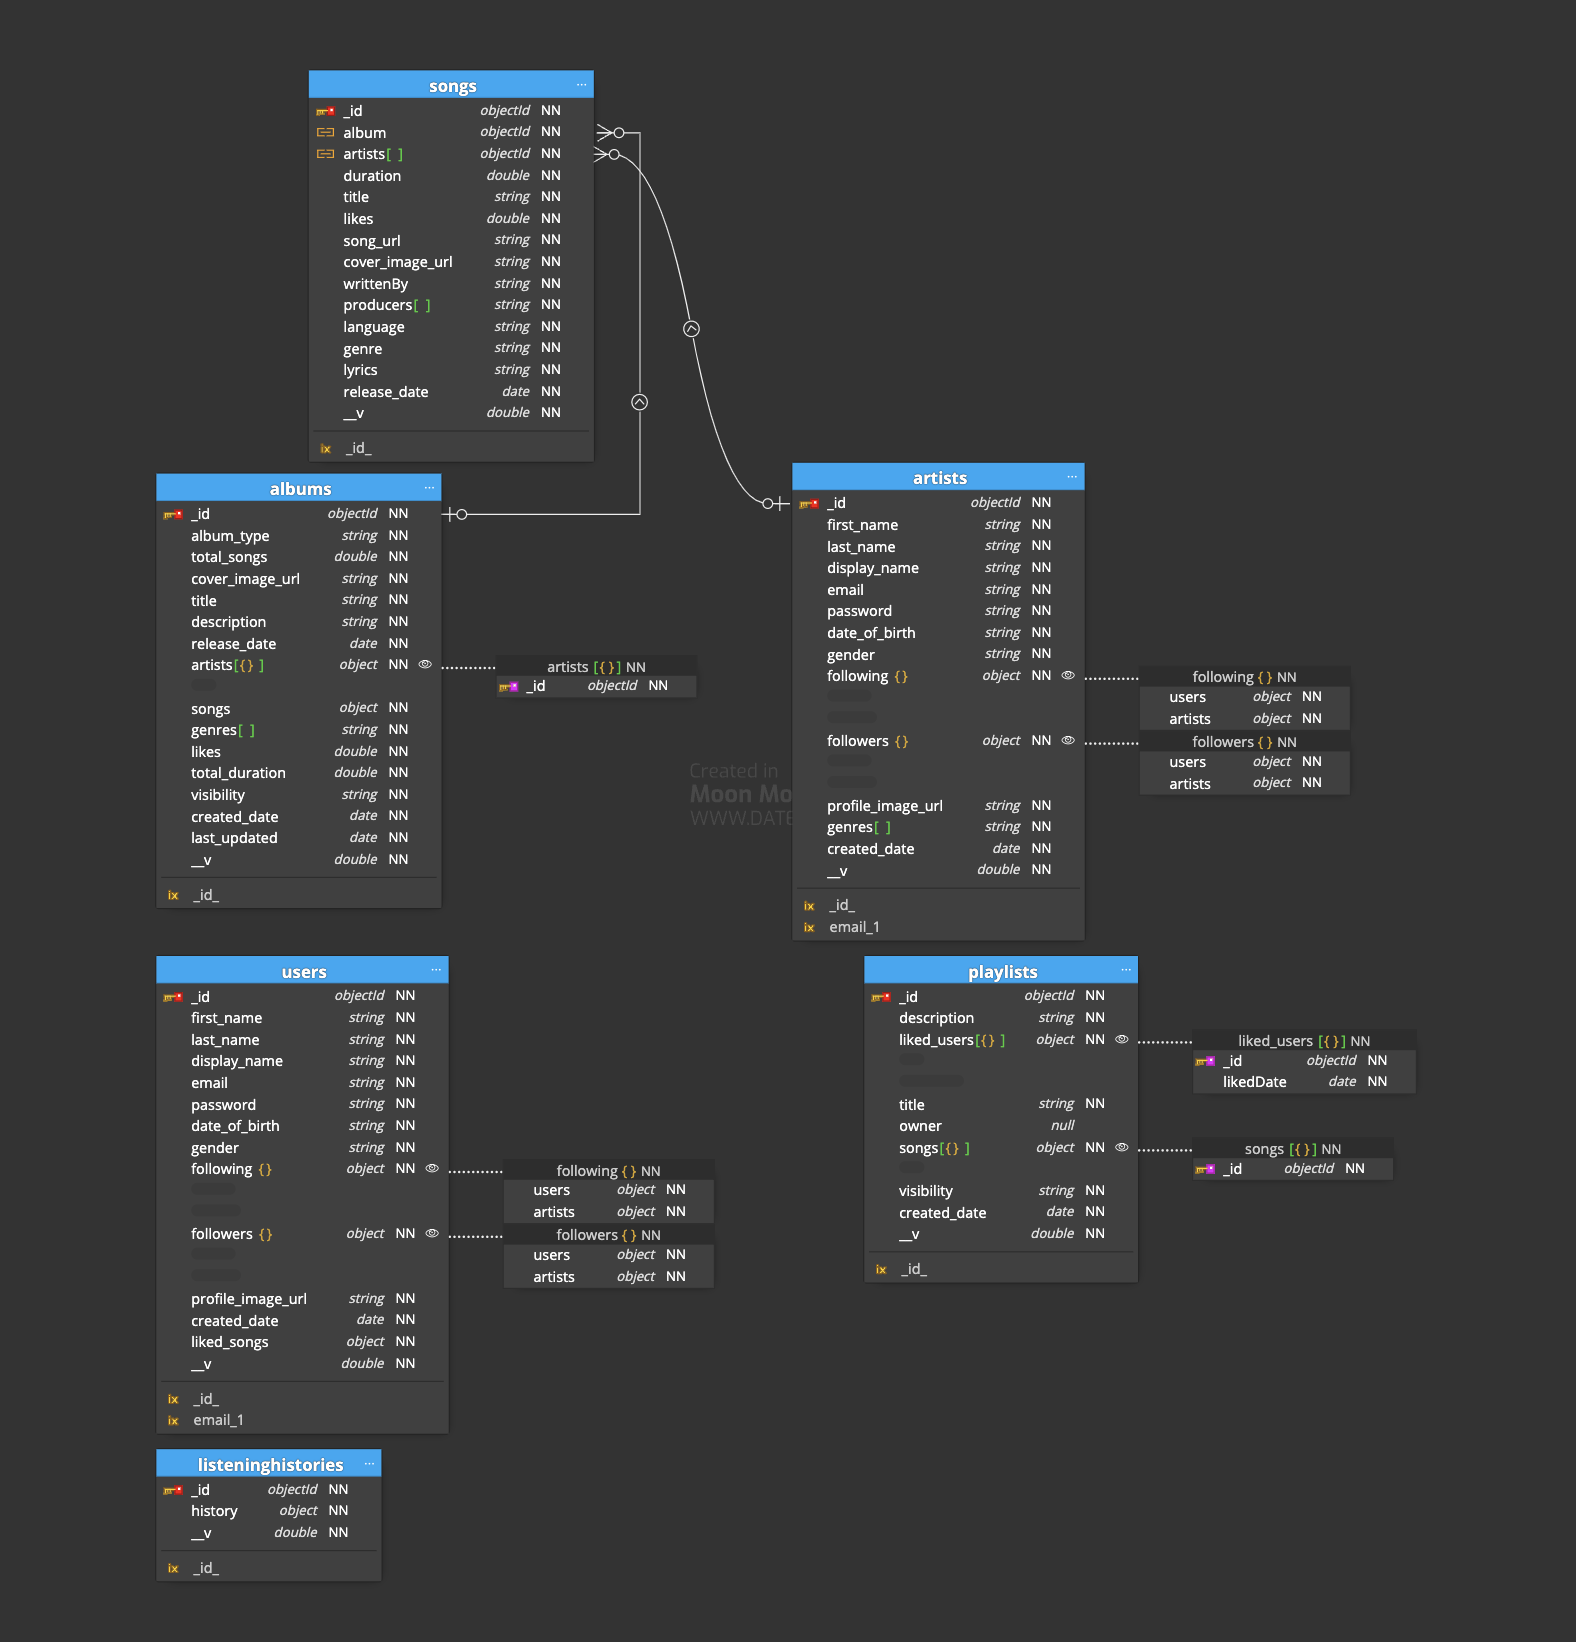 songs ...
_id objectId NN
album objectId NN
artists[ ] objectId NN
duration double NN
title string NN
likes double NN
song_url string NN
cover_image_url string NN
writtenBy string NN
producers[ ] string NN
language string NN
genre string NN
lyrics string NN
release_date date NN
__v double NN
ix _id_
albums ...
_id objectId NN
album_type string NN
total_songs double NN
cover_image_url string NN
title string NN
description string NN
release_date date NN
artists[{} ] object NN
songs object NN
genres[ ] string NN
likes double NN
total_duration double NN
visibility string NN
created_date date NN
last_updated date NN
__v double NN
ix _id_
artists [{}] NN
_id objectId NN
artists ...
_id objectId NN
first_name string NN
last_name string NN
display_name string NN
email string NN
password string NN
date_of_birth string NN
gender string NN
following {} object NN
followers {} object NN
profile_image_url string NN
genres[ ] string NN
created_date date NN
__v double NN
ix _id_
ix email_1
following {} NN
users object NN
artists object NN
followers {} NN
users object NN
artists object NN
Created in
Moon Mo
WWW.DATE
users ...
_id objectId NN
first_name string NN
last_name string NN
display_name string NN
email string NN
password string NN
date_of_birth string NN
gender string NN
following {} object NN
followers {} object NN
profile_image_url string NN
created_date date NN
liked_songs object NN
__v double NN
ix _id_
ix email_1
following {} NN
users object NN
artists object NN
followers {} NN
users object NN
artists object NN
playlists ...
_id objectId NN
description string NN
liked_users[{} ] object NN
title string NN
owner null
songs[{} ] object NN
visibility string NN
created_date date NN
__v double NN
ix _id_
liked_users [{}] NN
_id objectId NN
likedDate date NN
songs [{}] NN
_id objectId NN
listeninghistories ...
_id objectId NN
history object NN
__v double NN
ix _id_